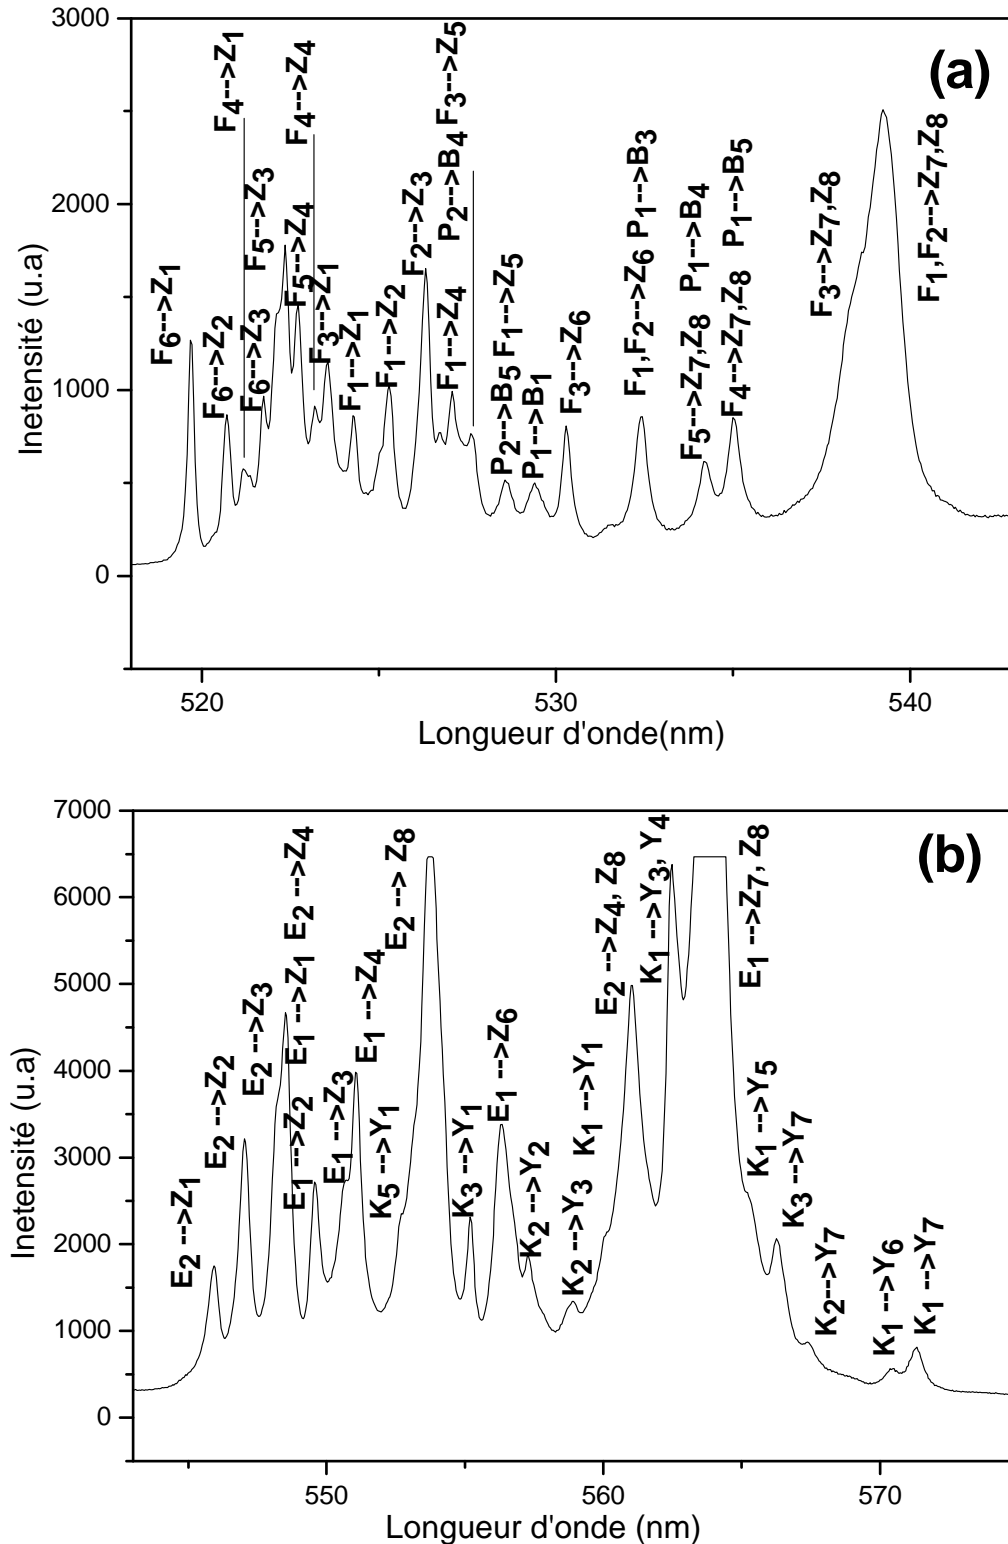 (a)
3000
2000
1000
0
Inetensité (u.a)
F6-->Z1
F6-->Z2
F4-->Z1
F6-->Z3
F5-->Z3
F5-->Z4
F4-->Z4
F3-->Z1
F1-->Z1
F1-->Z2
F2-->Z3
F1-->Z4
P2-->B4 F3-->Z5
P2-->B5 F1-->Z5
P1-->B1
F3-->Z6
F1,F2-->Z6 P1-->B3
F5-->Z7,Z8 P1-->B4
F4-->Z7,Z8 P1-->B5
F3-->Z7,Z8
F1,F2-->Z7,Z8
520
530
540
Longueur d'onde(nm)
(b)
7000
6000
5000
4000
3000
2000
1000
0
Inetensité (u.a)
E2 -->Z1
E2 -->Z2
E2 -->Z3
E1 -->Z1 E2 -->Z4
E1 -->Z2
E1 -->Z3
E1 -->Z4
K5 -->Y1
E2 --> Z8
K3 -->Y1
E1 -->Z6
K2 -->Y2
K2 -->Y3
K1 -->Y1
E2 -->Z4, Z8
K1 -->Y3, Y4
E1 -->Z7, Z8
K1 -->Y5
K3 -->Y7
K2-->Y7
K1 -->Y6
K1 -->Y7
550
560
570
Longueur d'onde (nm)